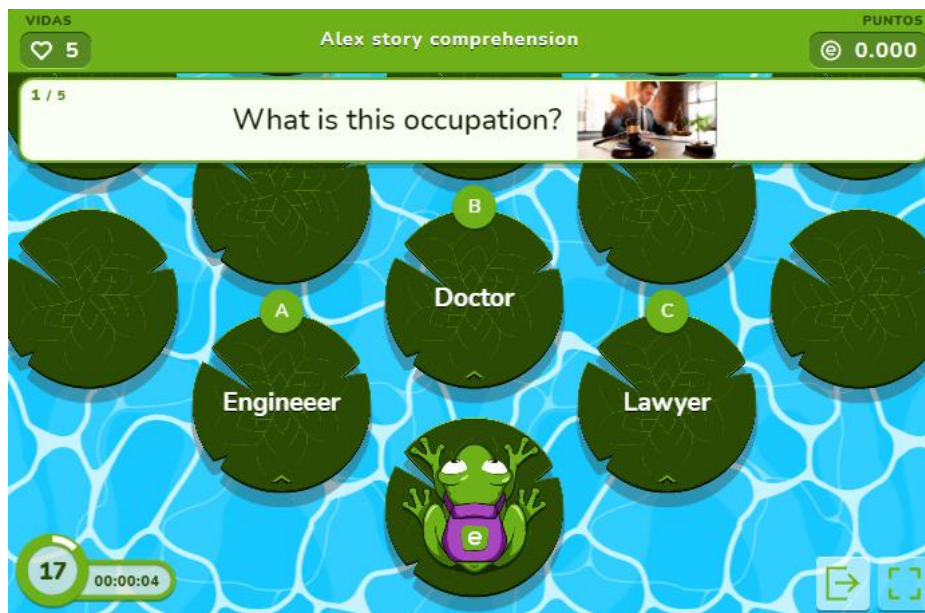 VIDAS
5
Alex story comprehension
PUNTOS
0.000
1 / 5
What is this occupation?
B
Doctor
A
Engineeer
C
Lawyer
e
17
00:00:04